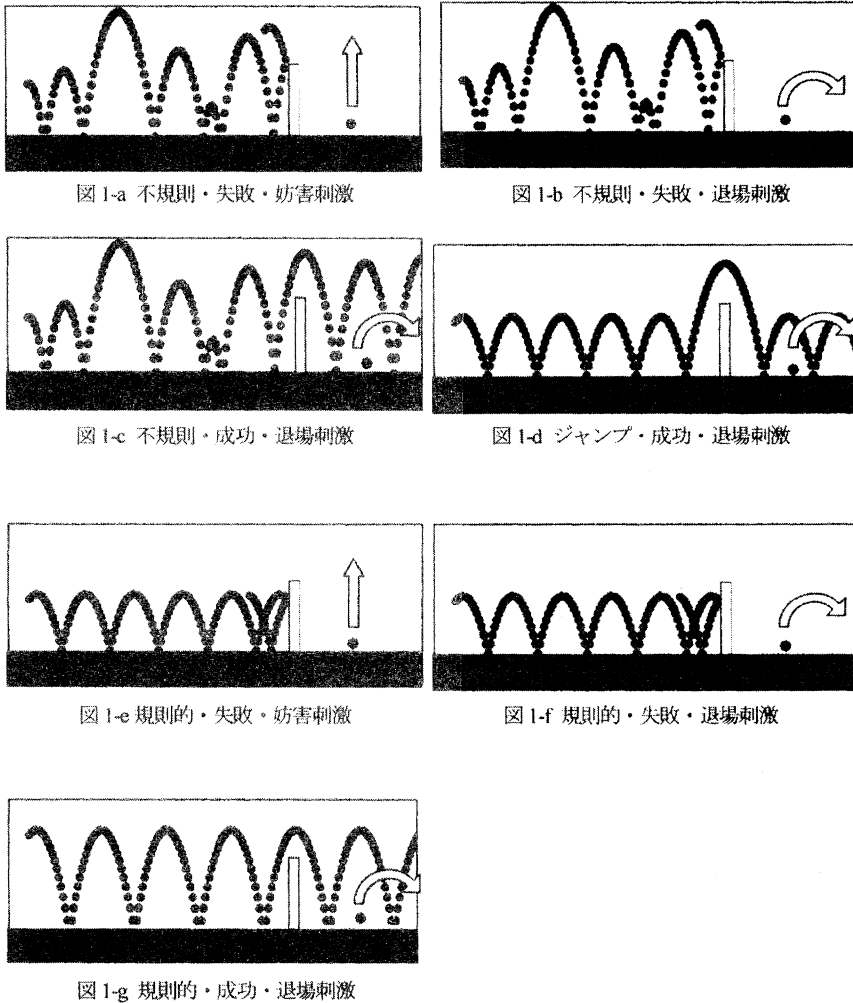 図 1-a 不規則・失敗・妨害刺激
図 1-b 不規則・失敗・退場刺激
図 1-c 不規則・成功・退場刺激
図 1-d ジャンプ・成功・退場刺激
図 1-e 規則的・失敗・妨害刺激
図 1-f 規則的・失敗・退場刺激
図 1-g 規則的・成功・退場刺激